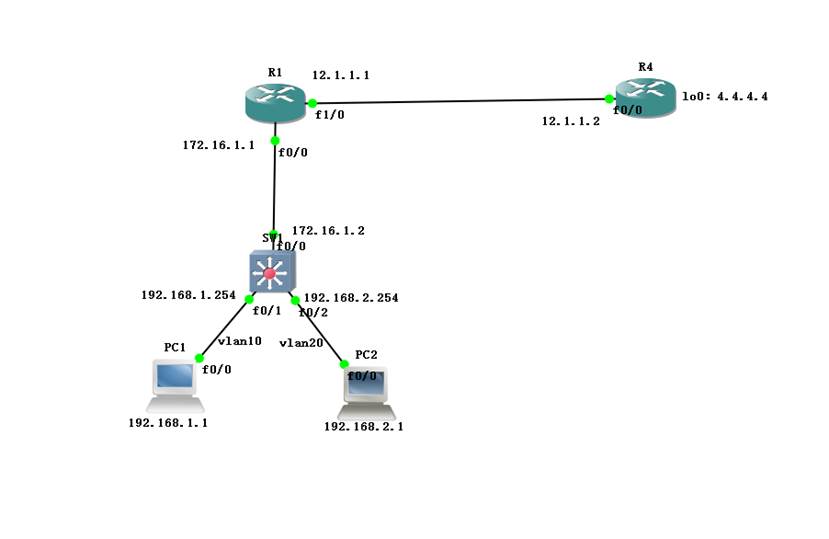 R1
12.1.1.1
R4
lo0: 4.4.4.4
f1/0
f0/0
12.1.1.2
172.16.1.1
f0/0
172.16.1.2
SW1
f0/0
192.168.1.254
192.168.2.254
f0/1
f0/2
vlan10
vlan20
PC1
PC2
f0/0
f0/0
192.168.1.1
192.168.2.1